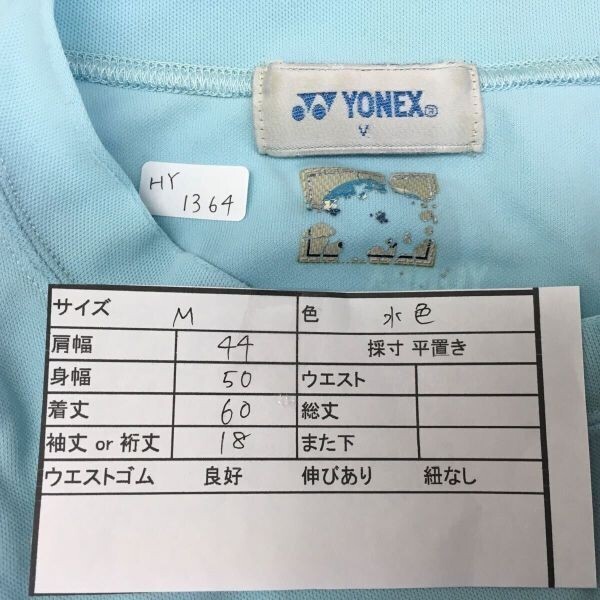 YONEX®
V
HY
1364
サイズ M 色 水色
肩幅 44 採寸 平置き
身幅 50 ウエスト
着丈 60 総丈
袖丈 or 裄丈 18 また下
ウエストゴム 良好 伸びあり 紐なし